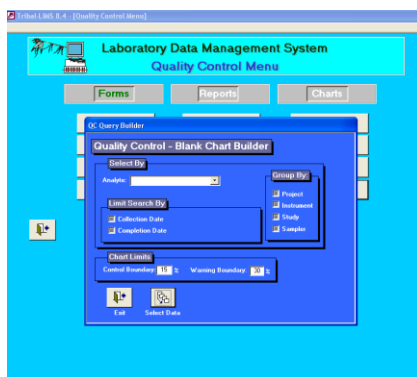 Tribal-LIMS II.4 - [Quality Control Menu]
Laboratory Data Management System
Quality Control Menu
Forms Reports Charts
QC Query Builder
Quality Control - Blank Chart Builder
Select By
Analyte:
Group By:
Project
Instrument
Study
Sampler
Limit Search By
Collection Date
Completion Date
Chart Limits
Control Boundary: 15 % Warning Boundary: 30 %
Exit Select Data